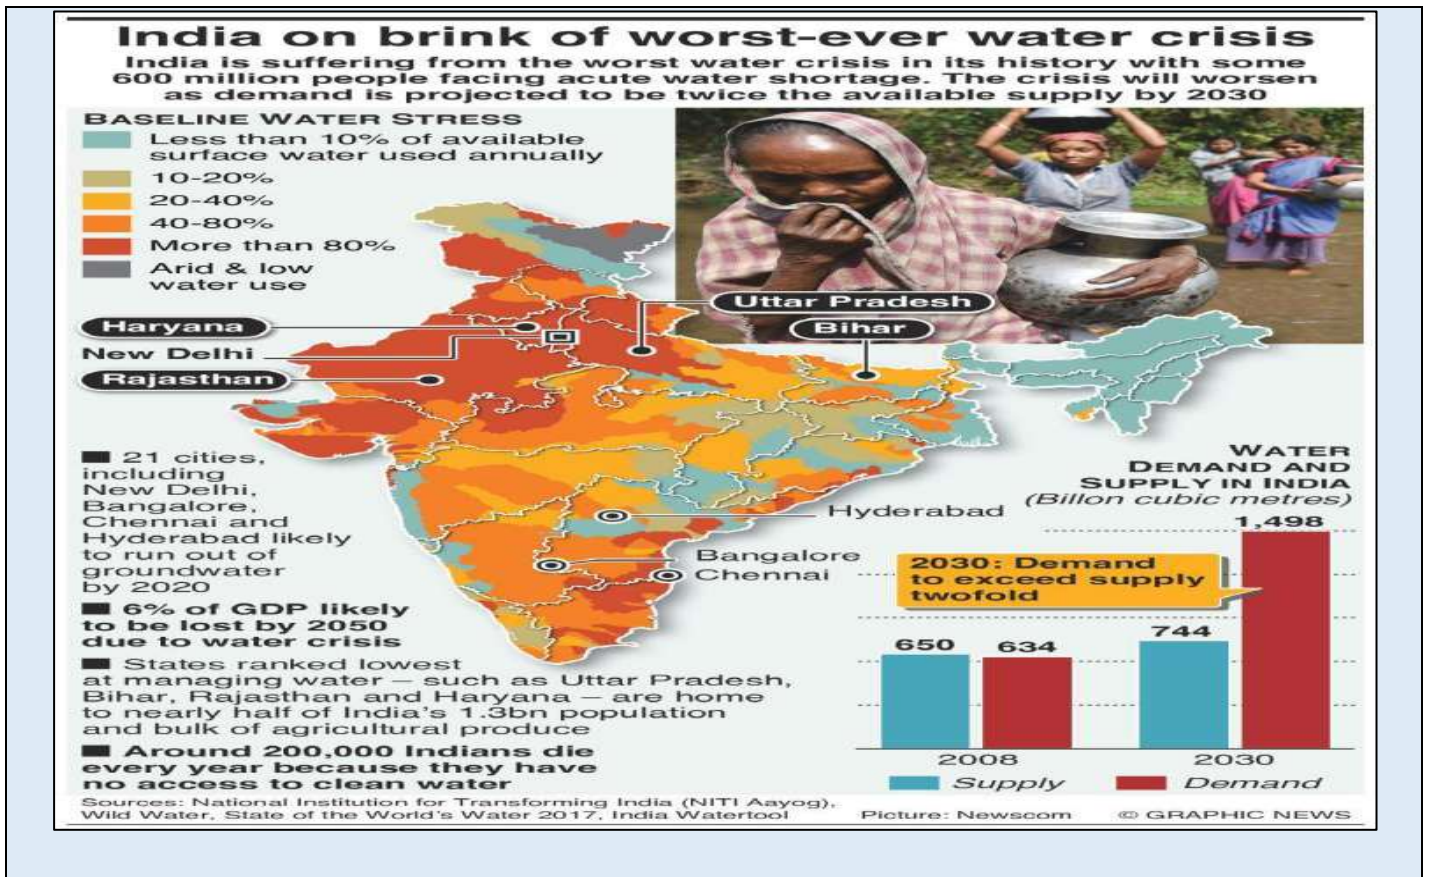 India on brink of worst-ever water crisis
India is suffering from the worst water crisis in its history with some
600 million people facing acute water shortage. The crisis will worsen
as demand is projected to be twice the available supply by 2030
BASELINE WATER STRESS
Less than 10% of available
surface water used annually
10-20%
20-40%
40-80%
More than 80%
Arid & low
water use
Uttar Pradesh
Bihar
Haryana
New Delhi
Rajasthan
Hyderabad
Bangalore
Chennai
21 cities,
including
New Delhi,
Bangalore,
Chennai and
Hyderabad likely
to run out of
groundwater
by 2020
6% of GDP likely
to be lost by 2050
due to water crisis
States ranked lowest
at managing water – such as Uttar Pradesh,
Bihar, Rajasthan and Haryana – are home
to nearly half of India's 1.3bn population
and bulk of agricultural produce
Around 200,000 Indians die
every year because they have
no access to clean water
WATER
DEMAND AND
SUPPLY IN INDIA
(Billon cubic metres)
1,498
2030: Demand
to exceed supply
twofold
650
634
744
2008
2030
Supply
Demand
Sources: National Institution for Transforming India (NITI Aayog),
Wild Water, State of the World's Water 2017, India Watertool
Picture: Newscom
© GRAPHIC NEWS